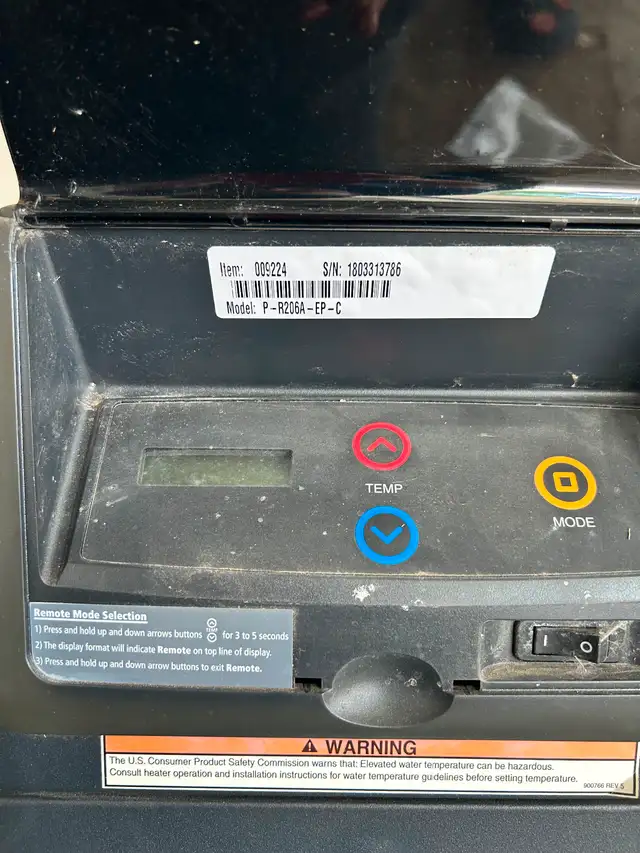 Item: 009224 S/N: 1803313786
Model: P-R206A-EP-C
TEMP
MODE
Remote Mode Selection
1) Press and hold up and down arrows buttons TEMP for 3 to 5 seconds
2) The display format will indicate Remote on top line of display.
3) Press and hold up and down arrow buttons to exit Remote.
I O
WARNING
The U.S. Consumer Product Safety Commission warns that: Elevated water temperature can be hazardous.
Consult heater operation and installation instructions for water temperature guidelines before setting temperature.
900766 REV 5